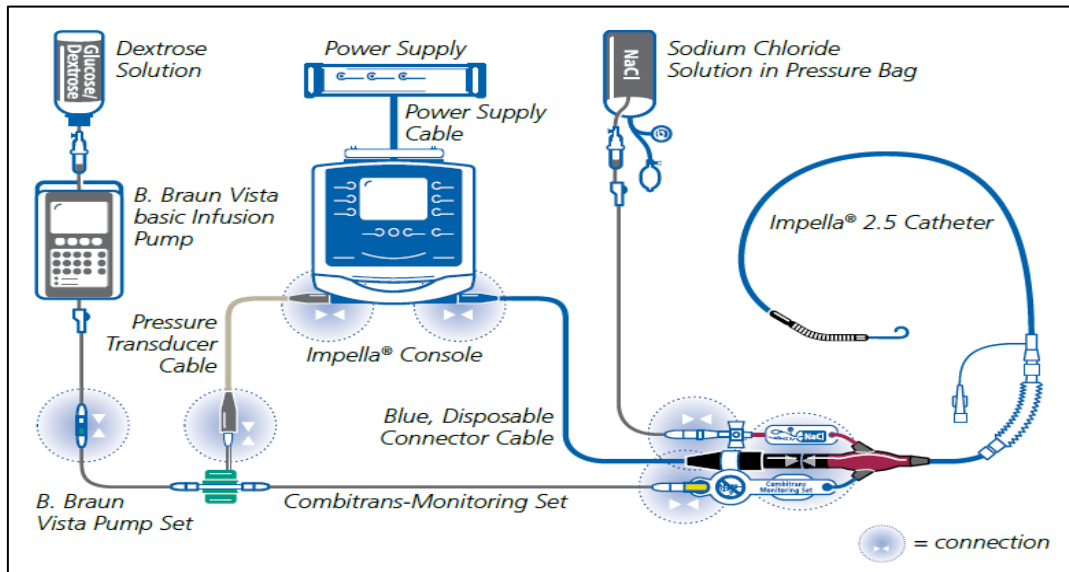 Dextrose
Solution
Glucose/
Dextrose
Power Supply
Power Supply
Cable
Sodium Chloride
Solution in Pressure Bag
NaCl
B. Braun Vista
basic Infusion
Pump
Impella® 2.5 Catheter
Pressure
Transducer
Cable
Impella® Console
Blue, Disposable
Connector Cable
NaCl
B. Braun
Vista Pump Set
Combitrans-Monitoring Set
Combitrans
Monitoring Set
= connection